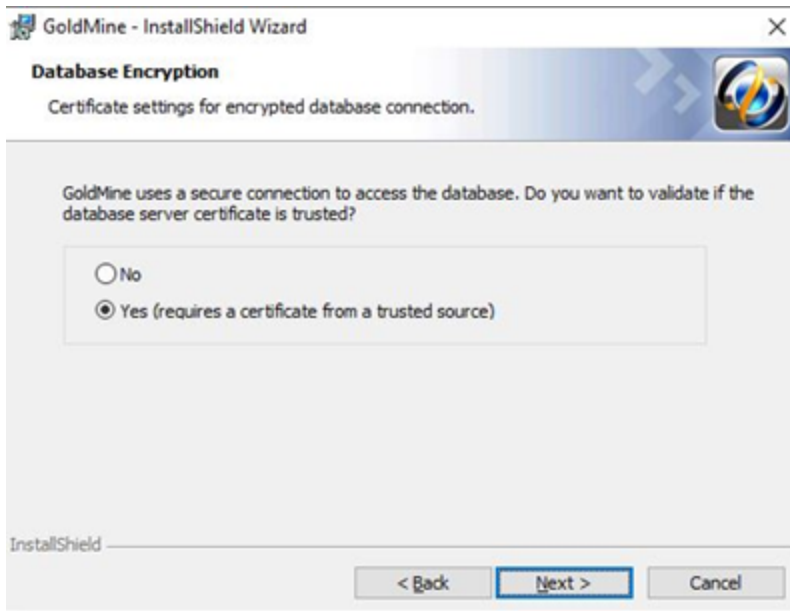 GoldMine - InstallShield Wizard
Database Encryption
Certificate settings for encrypted database connection.
GoldMine uses a secure connection to access the database. Do you want to validate if the
database server certificate is trusted?
No
Yes (requires a certificate from a trusted source)
InstallShield
< Back
Next >
Cancel